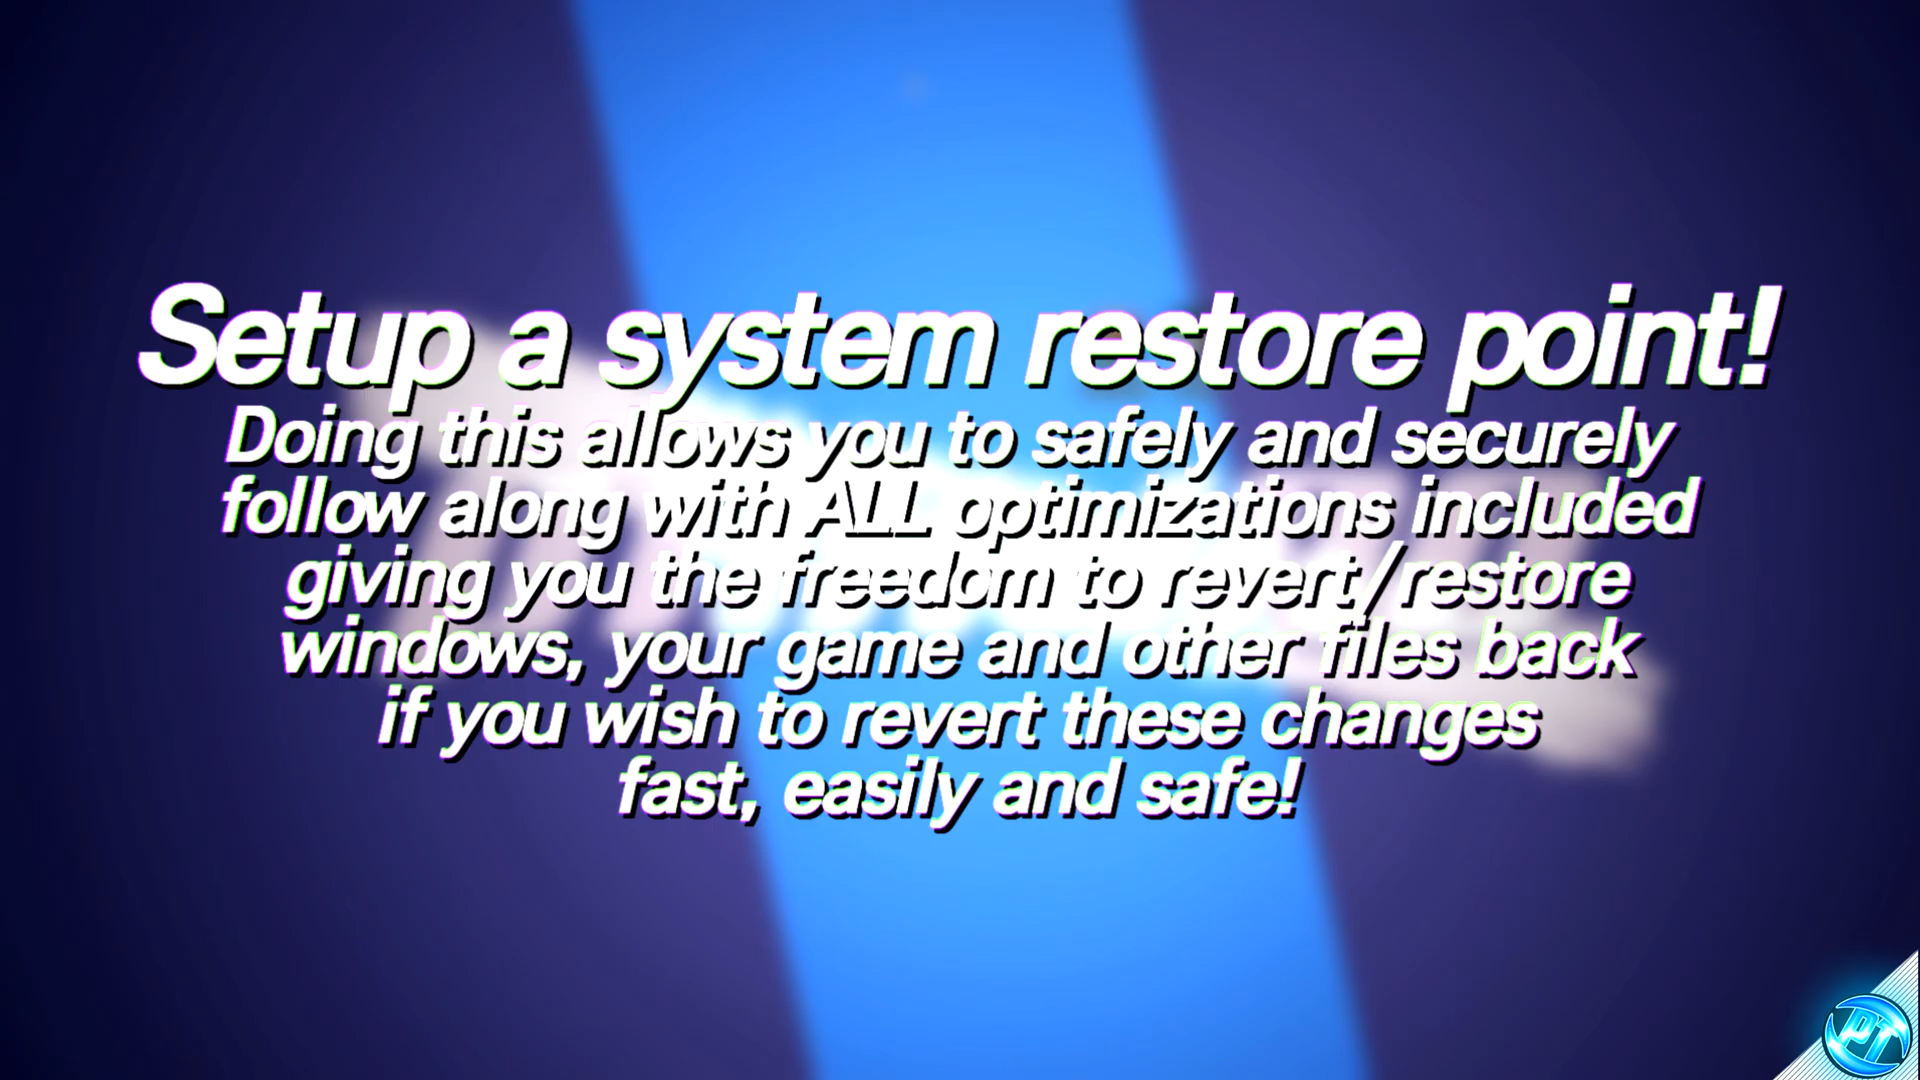 Setup a system restore point!
Doing this allows you to safely and securely
follow along with ALL optimizations included
giving you the freedom to revert/restore
windows, your game and other files back
if you wish to revert these changes
fast, easily and safe!
PT